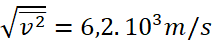 √(v̅²) = 6,2. 10³m/s